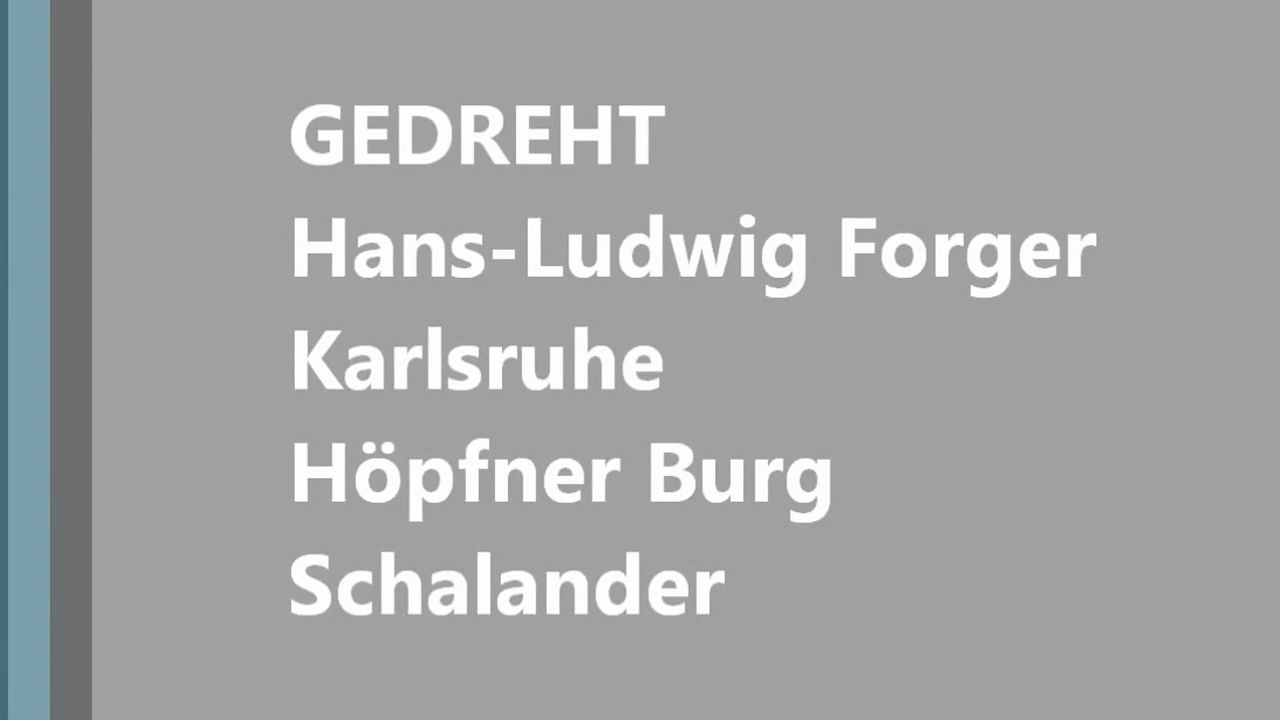 GEDREHT
Hans-Ludwig Forger
Karlsruhe
Höpfner Burg
Schalander